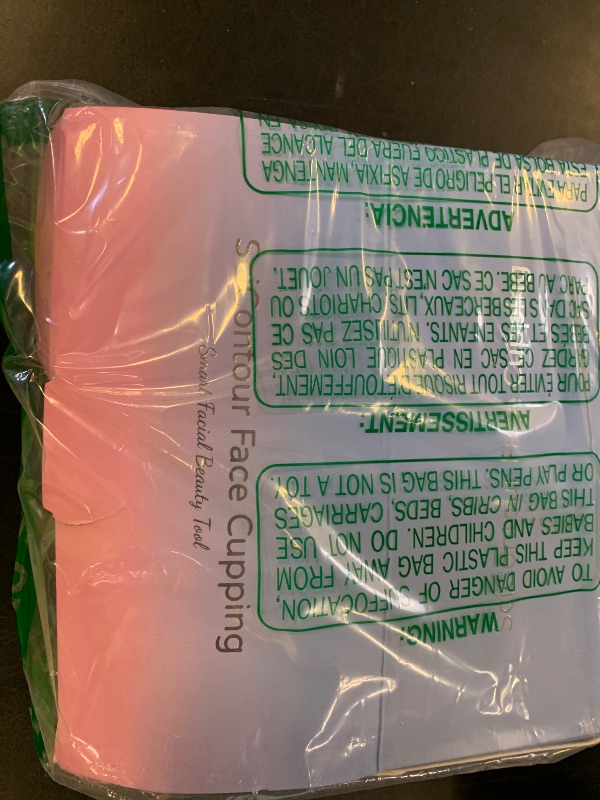 Contour Face Cupping
— Smart Facial Beauty Tool
WARNING:
TO AVOID DANGER OF SUFFOCATION,
KEEP THIS PLASTIC BAG AWAY FROM
BABIES AND CHILDREN. DO NOT USE
THIS BAG IN CRIBS, BEDS, CARRIAGES
OR PLAY PENS. THIS BAG IS NOT A TOY.
AVERTISSEMENT:
POUR ÉVITER TOUT RISQUE D'ÉTOUFFEMENT
GARDEZ CE SAC EN PLASTIQUE LOIN DES
BÉBÉS ET LES ENFANTS. N'UTILISEZ PAS CE
SAC DANS LES BERCEAUX, LITS CHARIOTS OU
PARC AU BÉBÉ. CE SAC N'EST PAS UN JOUET.
ADVERTENCIA:
PARA EVITAR EL PELIGRO DE ASFIXIA, MANTENGA
ESTA BOLSA DE PLASTICO FUERA DEL ALCANCE